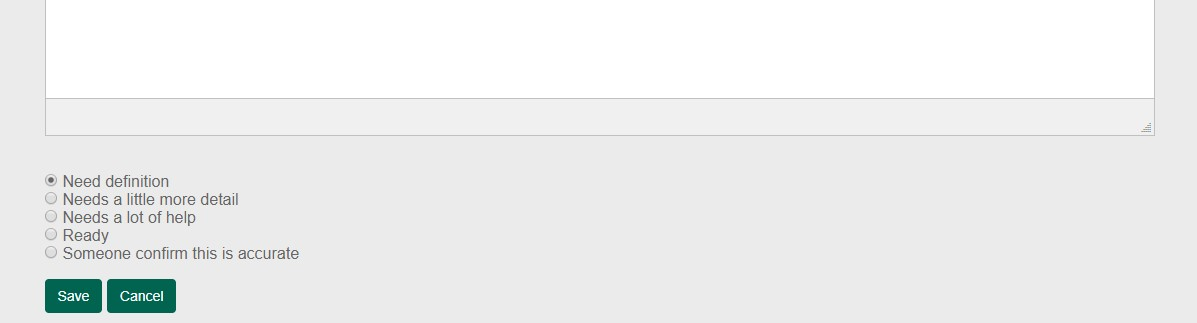 Need definition
Needs a little more detail
Needs a lot of help
Ready
Someone confirm this is accurate
Save Cancel